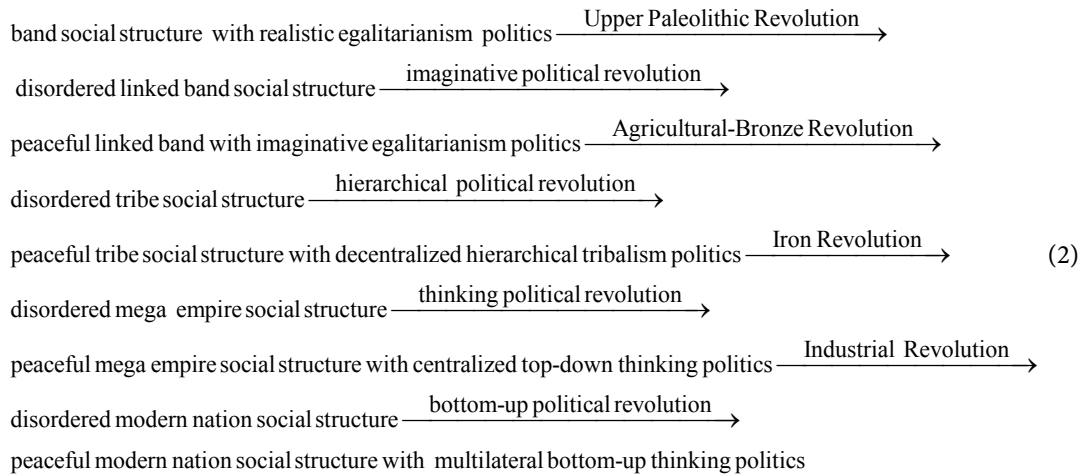 band social structure with realistic egalitarianism politics Upper Paleolithic Revolution
disordered linked band social structure imaginative political revolution
peaceful linked band with imaginative egalitarianism politics Agricultural-Bronze Revolution
disordered tribe social structure hierarchical political revolution
peaceful tribe social structure with decentralized hierarchical tribalism politics Iron Revolution (2)
disordered mega empire social structure thinking political revolution
peaceful mega empire social structure with centralized top-down thinking politics Industrial Revolution
disordered modern nation social structure bottom-up political revolution
peaceful modern nation social structure with multilateral bottom-up thinking politics